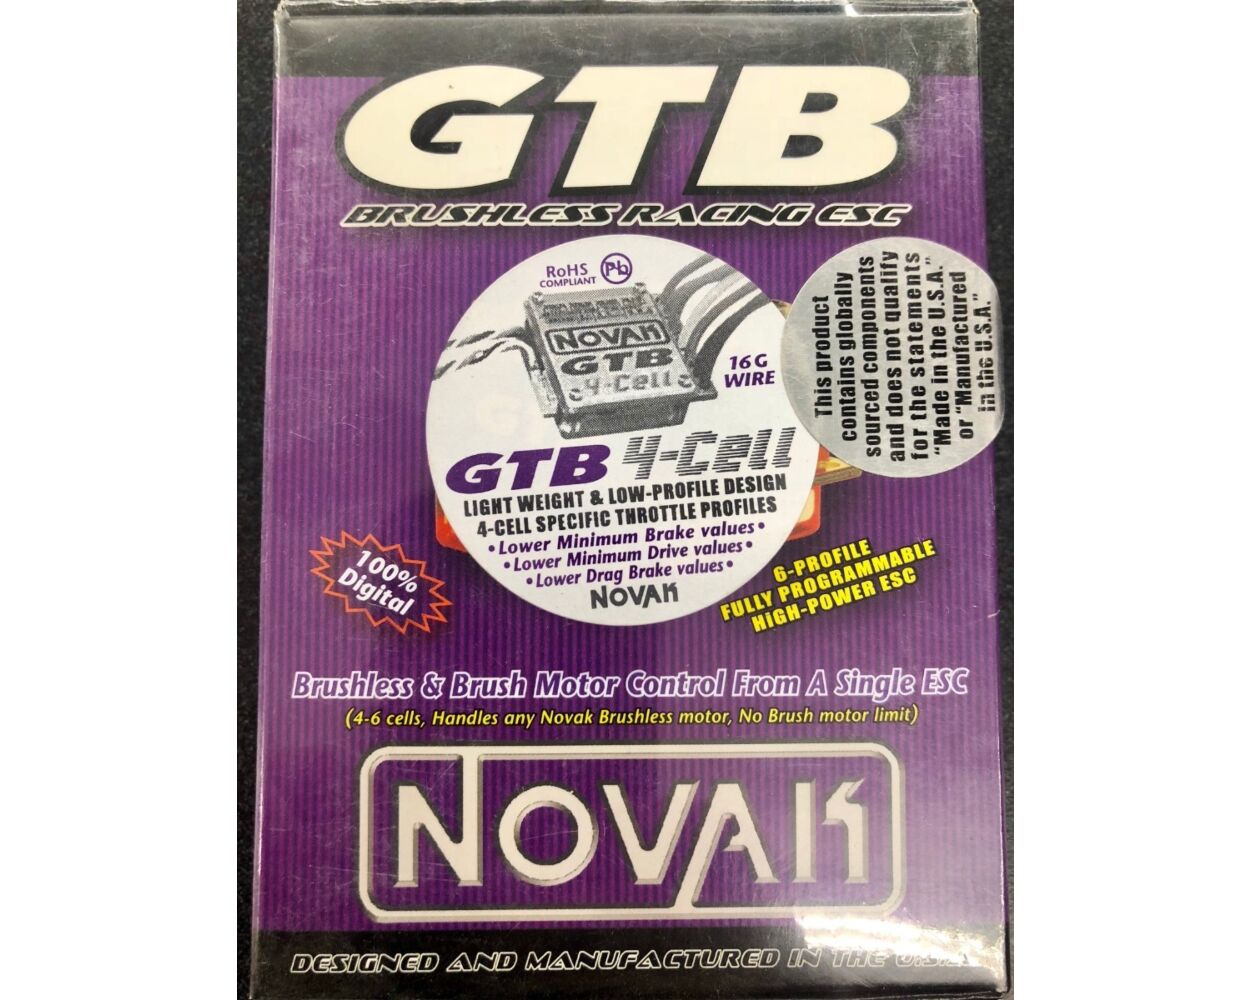 GTB
BRUSHLESS RACING ESC
RoHS
COMPLIANT
Pb
NOVAK
GTB
4-Cell
16G
WIRE
GTB 4-Cell
LIGHT WEIGHT & LOW-PROFILE DESIGN
4-CELL SPECIFIC THROTTLE PROFILES
•Lower Minimum Brake values•
•Lower Minimum Drive values•
•Lower Drag Brake values•
NOVAK
This product
contains globally
sourced components
and does not qualify
for the statements
"Made in the U.S.A."
or "Manufactured
in the U.S.A."
100%
Digital
6-PROFILE
FULLY PROGRAMMABLE
HIGH-POWER ESC
Brushless & Brush Motor Control From A Single ESC
(4-6 cells, Handles any Novak Brushless motor, No Brush motor limit)
NOVAK
DESIGNED AND MANUFACTURED IN THE U.S.A.